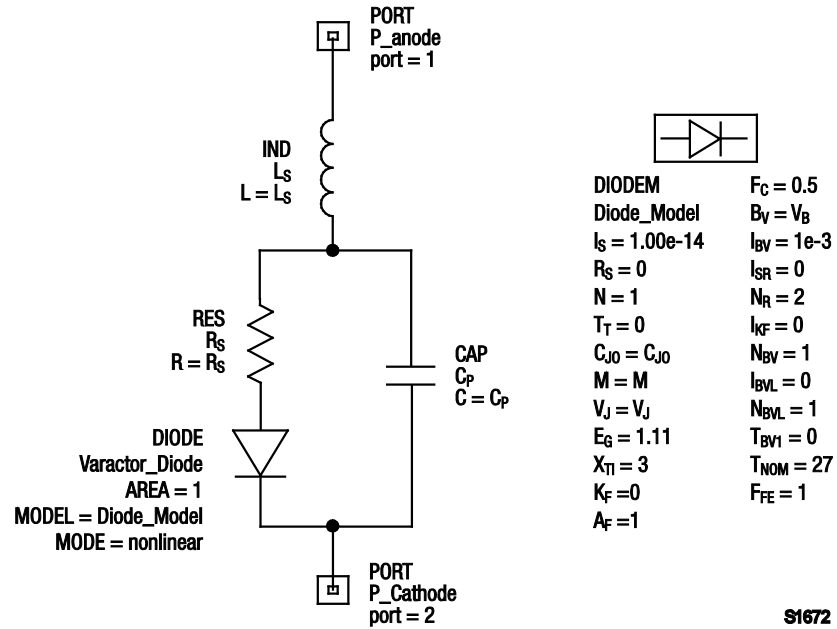 PORT
P_anode
port = 1
IND
LS
L = LS
RES
RS
R = RS
CAP
CP
C = CP
DIODE
Varactor_Diode
AREA = 1
MODEL = Diode_Model
MODE = nonlinear
PORT
P_Cathode
port = 2
DIODEM
Diode_Model
IS = 1.00e-14
RS = 0
N = 1
TT = 0
CJO = CJO
M = M
VJ = VJ
EG = 1.11
XTI = 3
KF =0
AF =1
FC = 0.5
BV = VB
IBV = 1e-3
ISR = 0
NR = 2
IKF = 0
NBV = 1
IBVL = 0
NBVL = 1
TBV1 = 0
TNOM = 27
FFE = 1
S1672